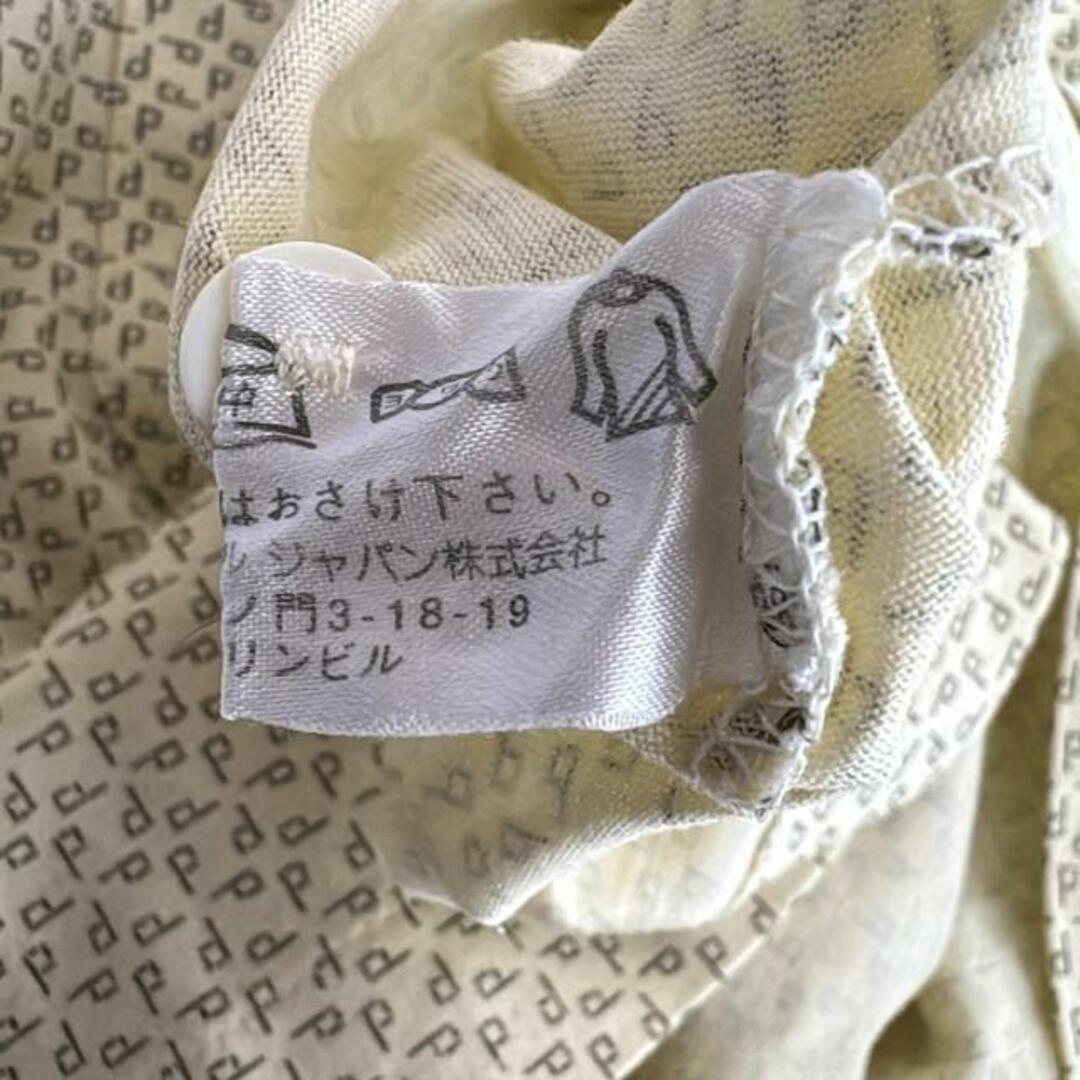 中
はおさけ下さい。
ル ジャパン株式会社
ノ門3-18-19
リンビル